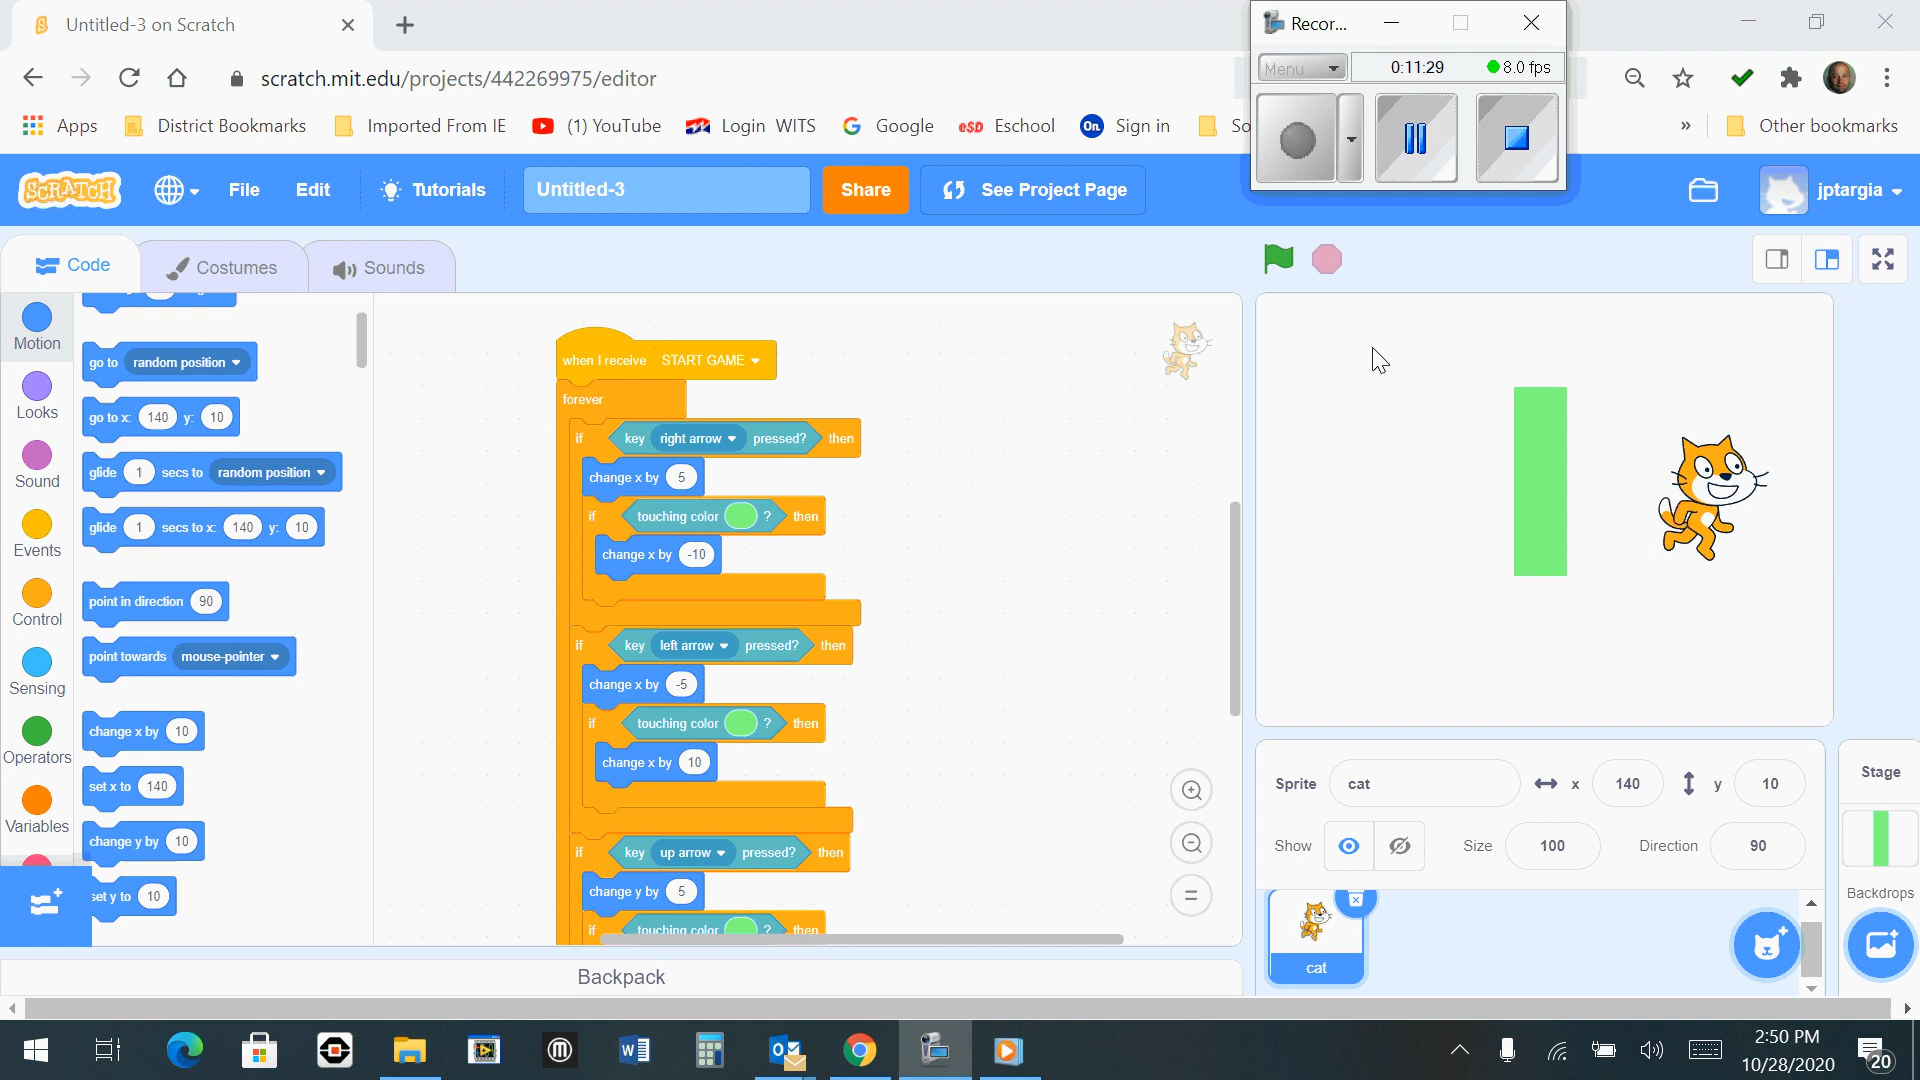 Untitled-3 on Scratch
Recor...
scratch.mit.edu/projects/442269975/editor
Menu
0:11:29
8.0 fps
Apps
District Bookmarks
Imported From IE
(1) YouTube
Login WITS
G Google
eSD Eschool
On. Sign in
So
»
Other bookmarks
SCRATCH
File
Edit
Tutorials
Untitled-3
Share
See Project Page
jptargia
Code
Costumes
Sounds
Motion
Looks
Sound
Events
Control
Sensing
Operators
Variables
go to random position
go to x: 140 y: 10
glide 1 secs to random position
glide 1 secs to x: 140 y: 10
point in direction 90
point towards mouse-pointer
change x by 10
set x to 140
change y by 10
set y to 10
when I receive START GAME
forever
if key right arrow pressed? then
change x by 5
if touching color ? then
change x by -10
if key left arrow pressed? then
change x by -5
if touching color ? then
change x by 10
if key up arrow pressed? then
change y by 5
if touching color ? then
Sprite cat x 140 y 10
Show Size 100 Direction 90
cat
Stage
Backdrops
Backpack
2:50 PM
10/28/2020
20